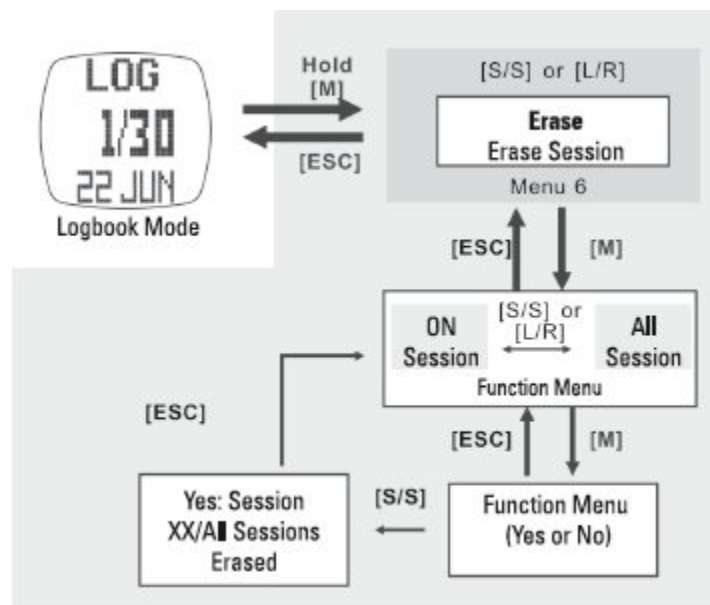 LOG
1/30
22 JUN
Logbook Mode
Hold
[M]
[ESC]
[S/S] or [L/R]
Erase
Erase Session
Menu 6
[ESC]
[M]
ON
Session
[S/S] or
[L/R]
All
Session
Function Menu
[ESC]
[ESC]
[M]
Yes: Session
XX/All Sessions
Erased
[S/S]
Function Menu
(Yes or No)